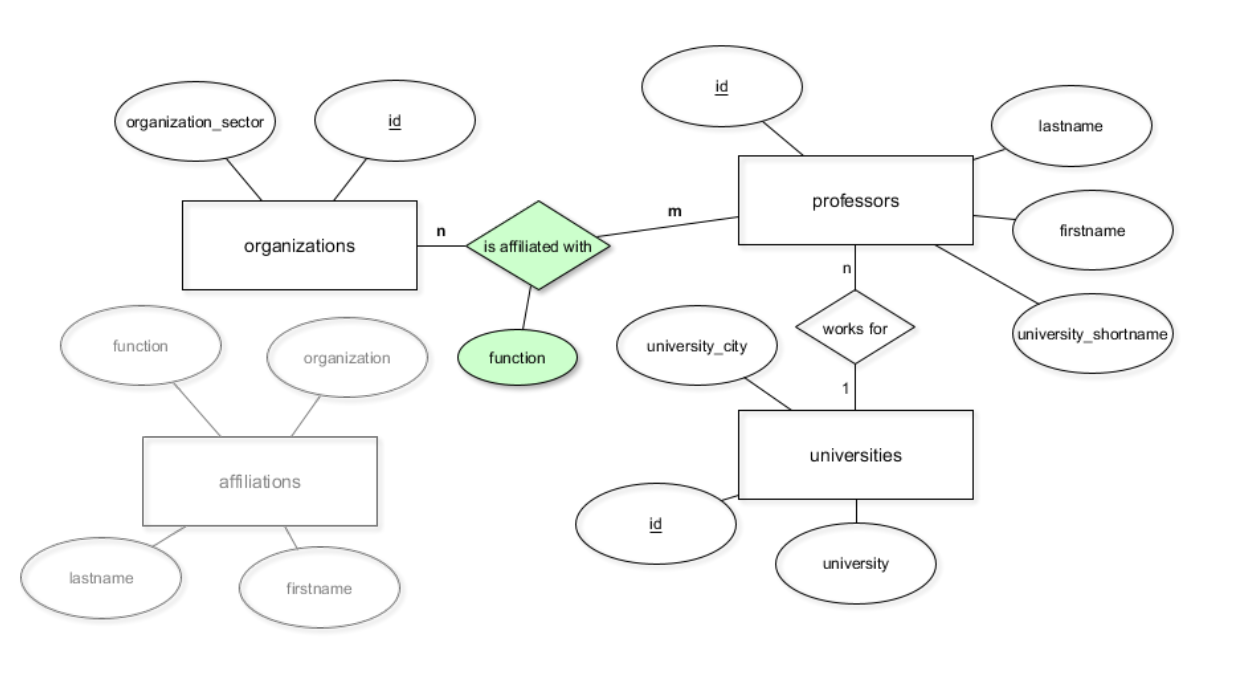 id
organization_sector
id
lastname
professors
m
n
organizations
is affiliated with
firstname
n
function
organization
function
university_city
works for
university_shortname
1
universities
affiliations
id
university
lastname
firstname